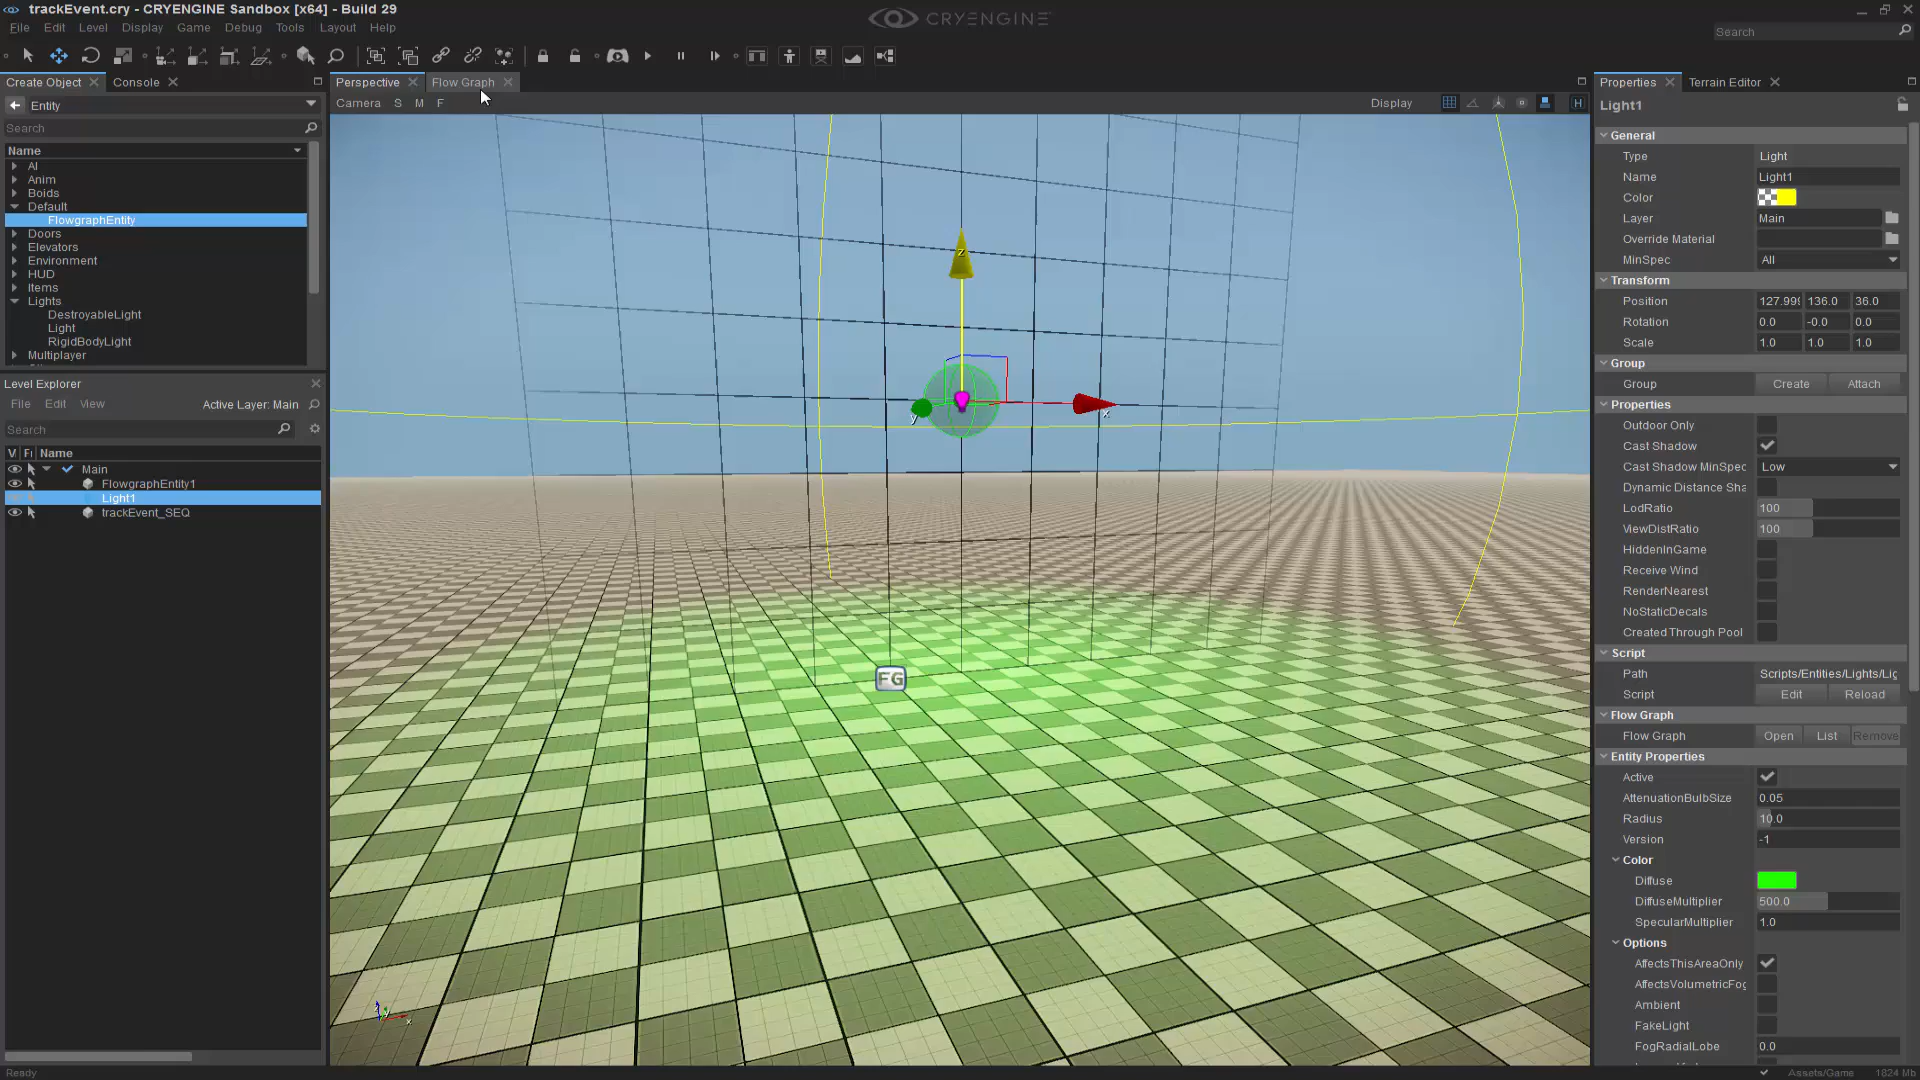 trackEvent.cry - CRYENGINE Sandbox [x64] - Build 29
CRYENGINE
File Edit Level Display Game Debug Tools Layout Help
Search
Create Object Console
Entity
Search
Name
AI
Anim
Boids
Default
FlowgraphEntity
Doors
Elevators
Environment
HUD
Items
Lights
DestroyableLight
Light
RigidBodyLight
Multiplayer
Level Explorer
File Edit View Active Layer: Main
Search
V Fi Name
Main
FlowgraphEntity1
Light1
trackEvent_SEQ
Perspective Flow Graph
Camera S M F Display H
z
y
x
FG
z
y
x
Properties Terrain Editor
Light1
General
Type Light
Name Light1
Color
Layer Main
Override Material
MinSpec All
Transform
Position 127.999 136.0 36.0
Rotation 0.0 -0.0 0.0
Scale 1.0 1.0 1.0
Group
Group Create Attach
Properties
Outdoor Only
Cast Shadow
Cast Shadow MinSpec Low
Dynamic Distance Sha
LodRatio 100
ViewDistRatio 100
HiddenInGame
Receive Wind
RenderNearest
NoStaticDecals
Created Through Pool
Script
Path Scripts/Entities/Lights/Lig
Script Edit Reload
Flow Graph
Flow Graph Open List Remove
Entity Properties
Active
AttenuationBulbSize 0.05
Radius 10.0
Version -1
Color
Diffuse
DiffuseMultiplier 500.0
SpecularMultiplier 1.0
Options
AffectsThisAreaOnly
AffectsVolumetricFog
Ambient
FakeLight
FogRadialLobe 0.0
Ready
Assets/Game 1824 Mb